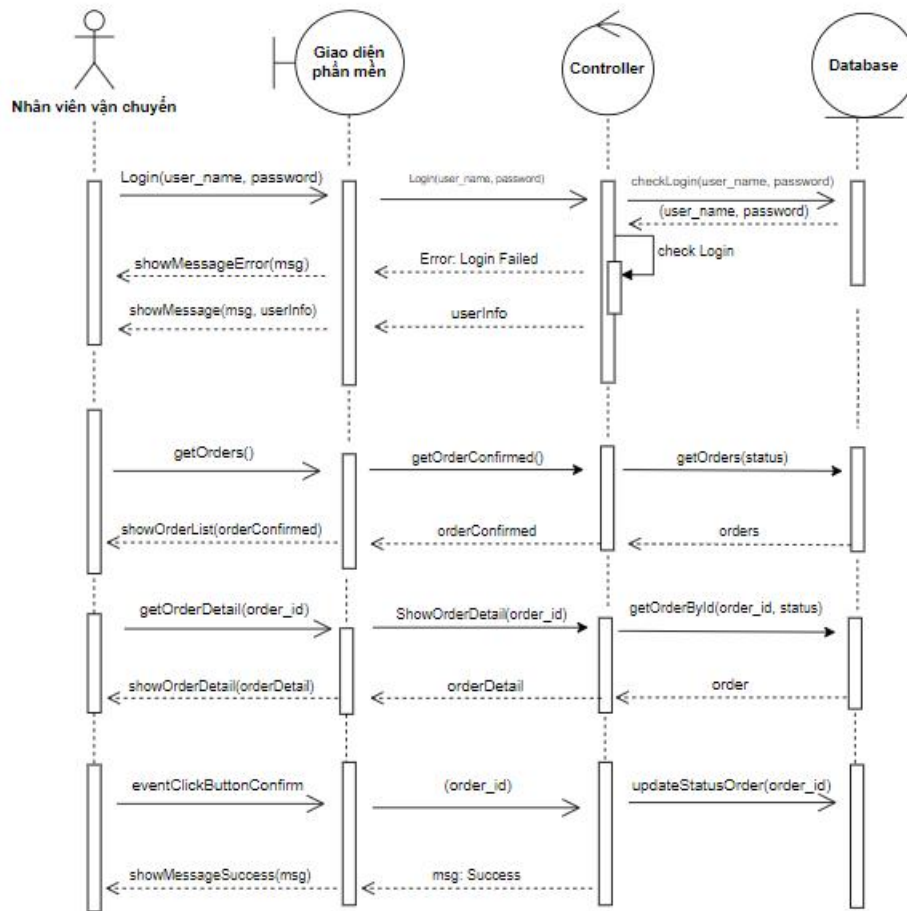 Giao diện
phần mền
Controller
Database
Nhân viên vận chuyển
Login(user_name, password)
Login(user_name, password)
checkLogin(user_name, password)
(user_name, password)
check Login
Error: Login Failed
showMessageError(msg)
showMessage(msg, userInfo)
userInfo
getOrders()
getOrderConfirmed()
getOrders(status)
showOrderList(orderConfirmed)
orderConfirmed
orders
getOrderDetail(order_id)
ShowOrderDetail(order_id)
getOrderById(order_id, status)
showOrderDetail(orderDetail)
orderDetail
order
eventClickButtonConfirm
(order_id)
updateStatusOrder(order_id)
showMessageSuccess(msg)
msg: Success